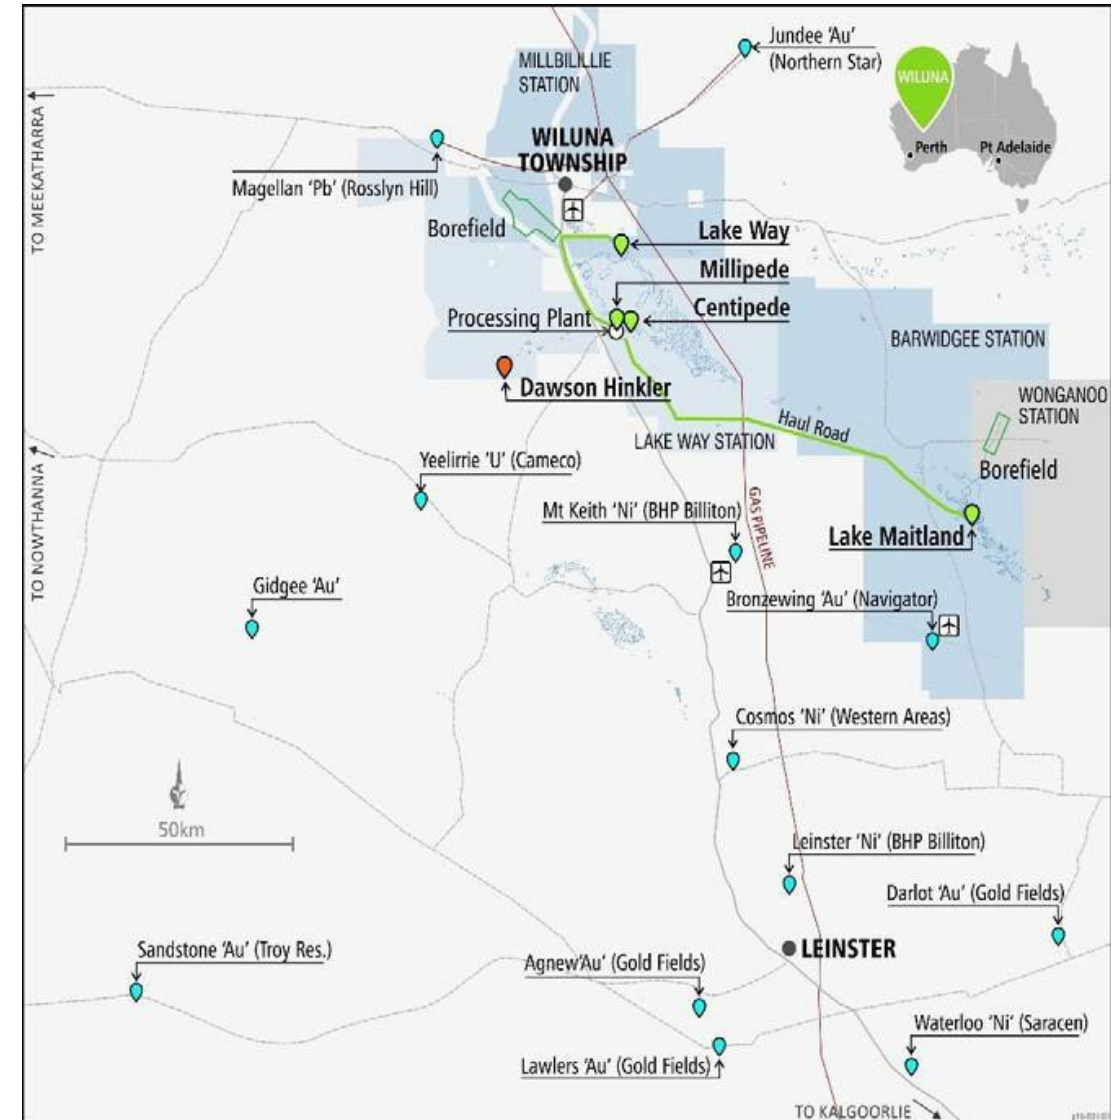 Jundee 'Au'
(Northern Star)
MILLBILILLIE
STATION
WILUNA
TO MEEKATHARRA
WILUNA
TOWNSHIP
Perth
Pt Adelaide
Magellan 'Pb' (Rosslyn Hill)
Borefield
Lake Way
Millipede
Centipede
Processing Plant
BARWIDGEE STATION
Dawson Hinkler
WONGANOO
STATION
Haul Road
LAKE WAY STATION
Borefield
TO NOWTHANNA
Yeelirrie 'U' (Cameco)
GAS PIPELINE
Mt Keith 'Ni' (BHP Billiton)
Lake Maitland
Gidgee 'Au'
Bronzewing 'Au' (Navigator)
Cosmos 'Ni' (Western Areas)
50km
Leinster 'Ni' (BHP Billiton)
Darlot 'Au' (Gold Fields)
Sandstone 'Au' (Troy Res.)
LEINSTER
Agnew'Au' (Gold Fields)
Waterloo 'Ni' (Saracen)
Lawlers 'Au' (Gold Fields)
TO KALGOORLIE